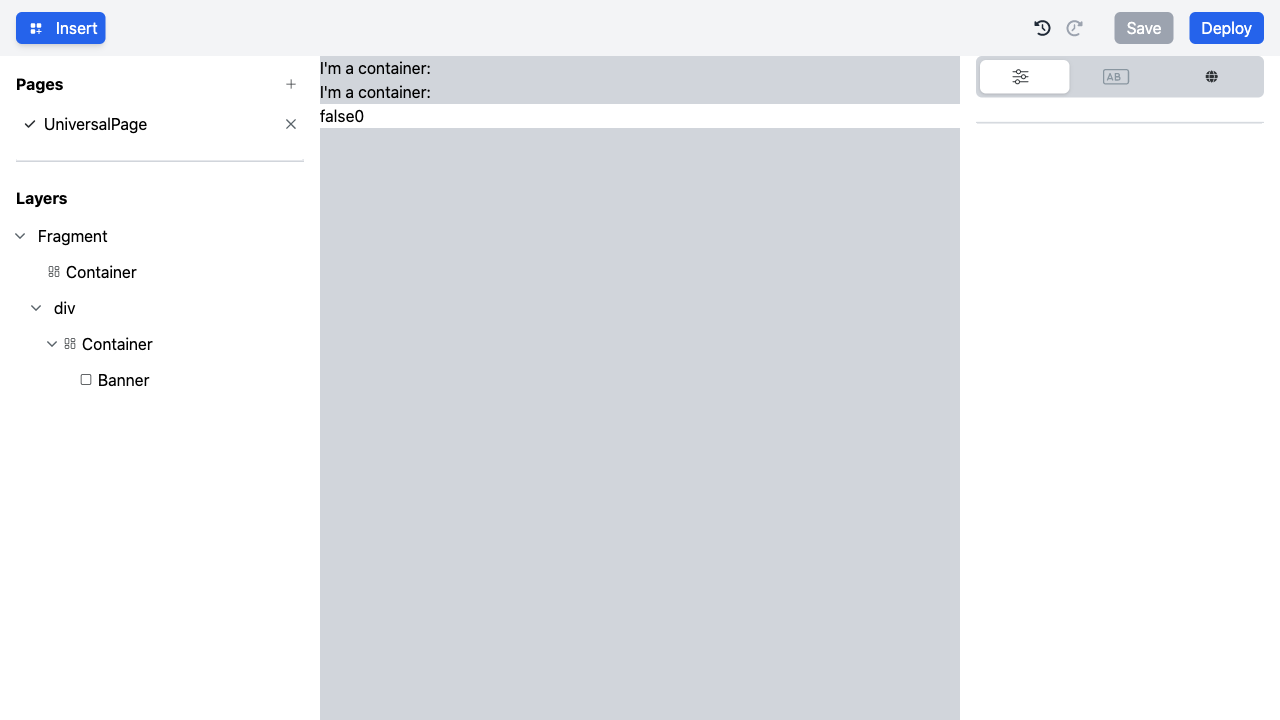 Insert
Save
Deploy
Pages
UniversalPage
Layers
Fragment
Container
div
Container
Banner
I'm a container:
I'm a container:
false0
AB